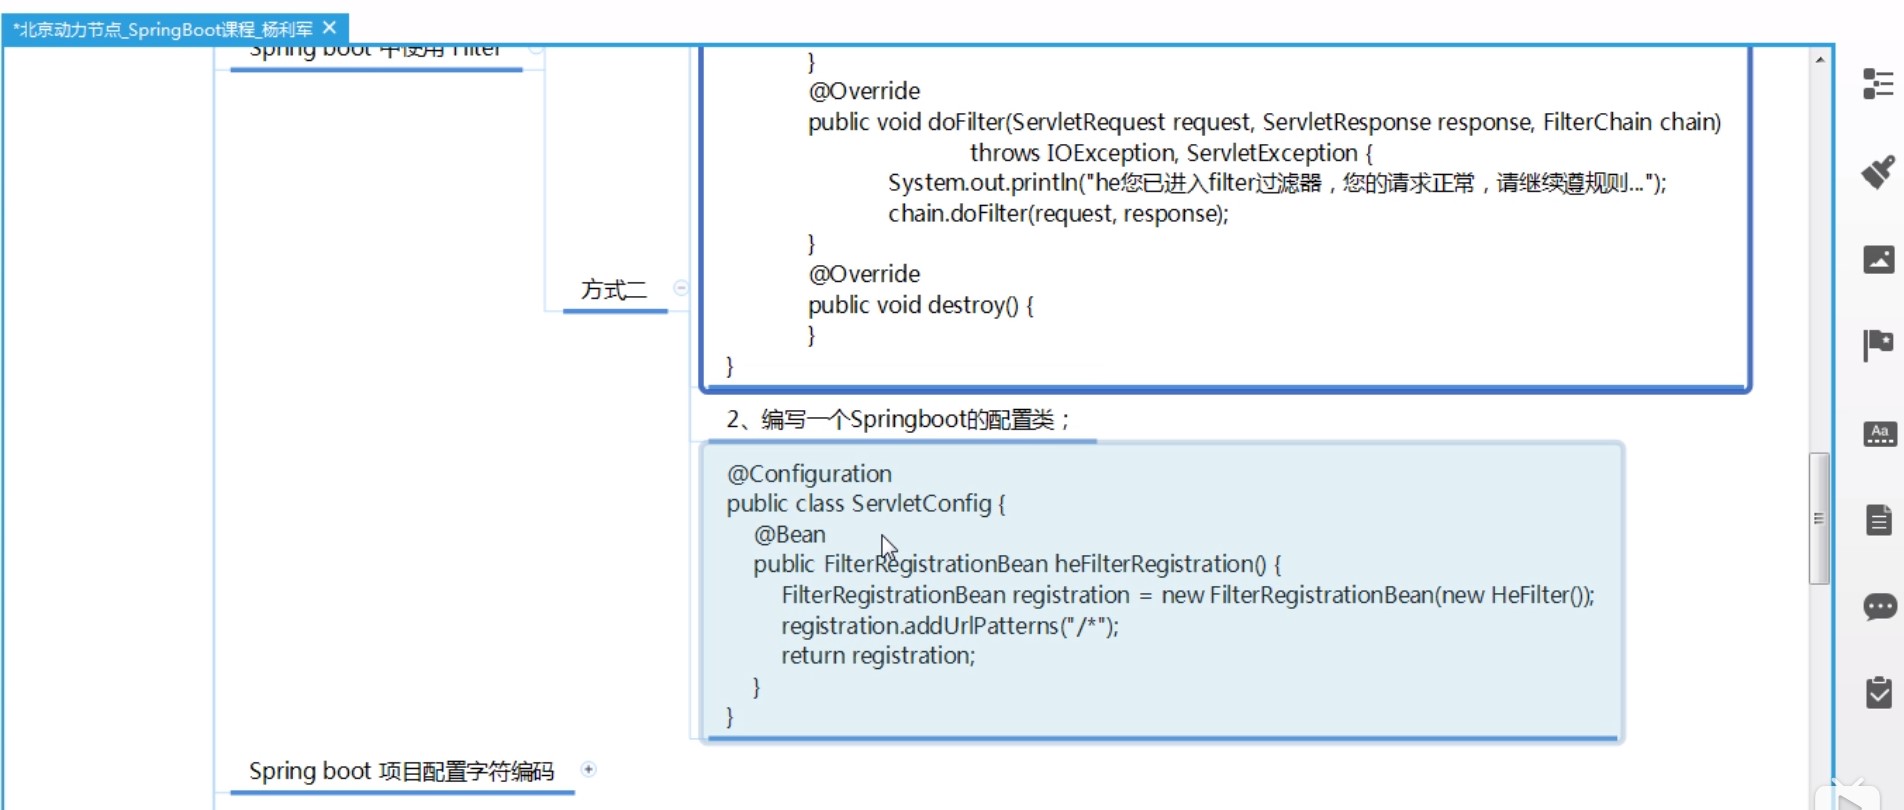 *北京动力节点_SpringBoot课程_杨利军
Spring boot 中使用 Filter
}
@Override
public void doFilter(ServletRequest request, ServletResponse response, FilterChain chain)
throws IOException, ServletException {
System.out.println("he您已进入filter过滤器，您的请求正常，请继续遵规则...");
chain.doFilter(request, response);
}
@Override
public void destroy() {
}
}
方式二
2、编写一个Springboot的配置类；
@Configuration
public class ServletConfig {
@Bean
public FilterRegistrationBean heFilterRegistration() {
FilterRegistrationBean registration = new FilterRegistrationBean(new HeFilter());
registration.addUrlPatterns("/*");
return registration;
}
}
Spring boot 项目配置字符编码
Aa